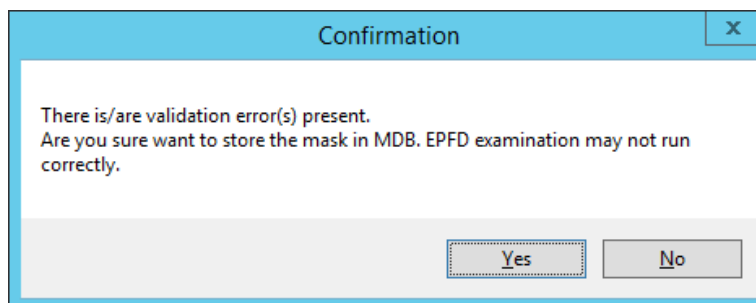 Confirmation
x
There is/are validation error(s) present.
Are you sure want to store the mask in MDB. EPFD examination may not run
correctly.
Yes
No